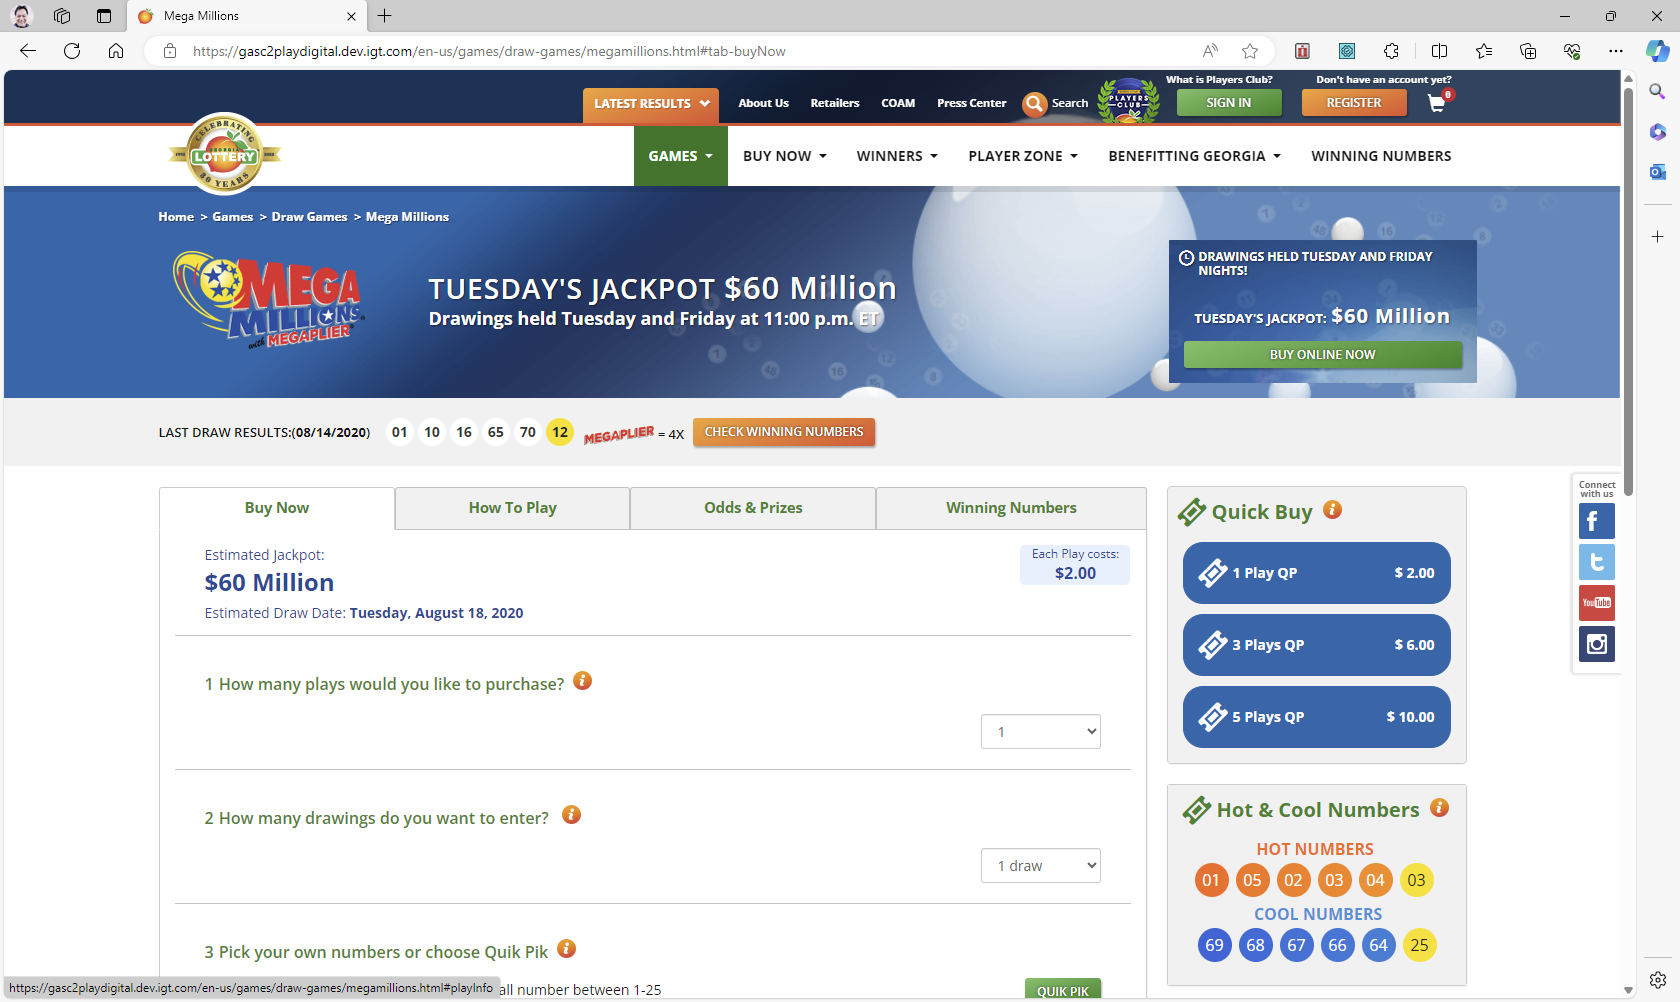 Mega Millions
https://gasc2playdigital.dev.igt.com/en-us/games/draw-games/megamillions.html#tab-buyNow
What is Players Club?
Don't have an account yet?
LATEST RESULTS
About Us
Retailers
COAM
Press Center
Search
PLAYERS
CLUB
SIGN IN
REGISTER
0
CELEBRATING
GEORGIA
LOTTERY
30 YEARS
GAMES
BUY NOW
WINNERS
PLAYER ZONE
BENEFITTING GEORGIA
WINNING NUMBERS
Home > Games > Draw Games > Mega Millions
MEGA
MILLIONS
with MEGAPLIER
TUESDAY'S JACKPOT $60 Million
Drawings held Tuesday and Friday at 11:00 p.m. ET
DRAWINGS HELD TUESDAY AND FRIDAY
NIGHTS!
TUESDAY'S JACKPOT: $60 Million
BUY ONLINE NOW
LAST DRAW RESULTS:(08/14/2020) 01 10 16 65 70 12 MEGAPLIER = 4X CHECK WINNING NUMBERS
Buy Now
How To Play
Odds & Prizes
Winning Numbers
Estimated Jackpot:
$60 Million
Estimated Draw Date: Tuesday, August 18, 2020
Each Play costs:
$2.00
1 How many plays would you like to purchase?
1
2 How many drawings do you want to enter?
1 draw
3 Pick your own numbers or choose Quik Pik
all number between 1-25
QUIK PIK
Quick Buy
1 Play QP $ 2.00
3 Plays QP $ 6.00
5 Plays QP $ 10.00
Hot & Cool Numbers
HOT NUMBERS
01 05 02 03 04 03
COOL NUMBERS
69 68 67 66 64 25
Connect
with us
YouTube
https://gasc2playdigital.dev.igt.com/en-us/games/draw-games/megamillions.html#playInfo